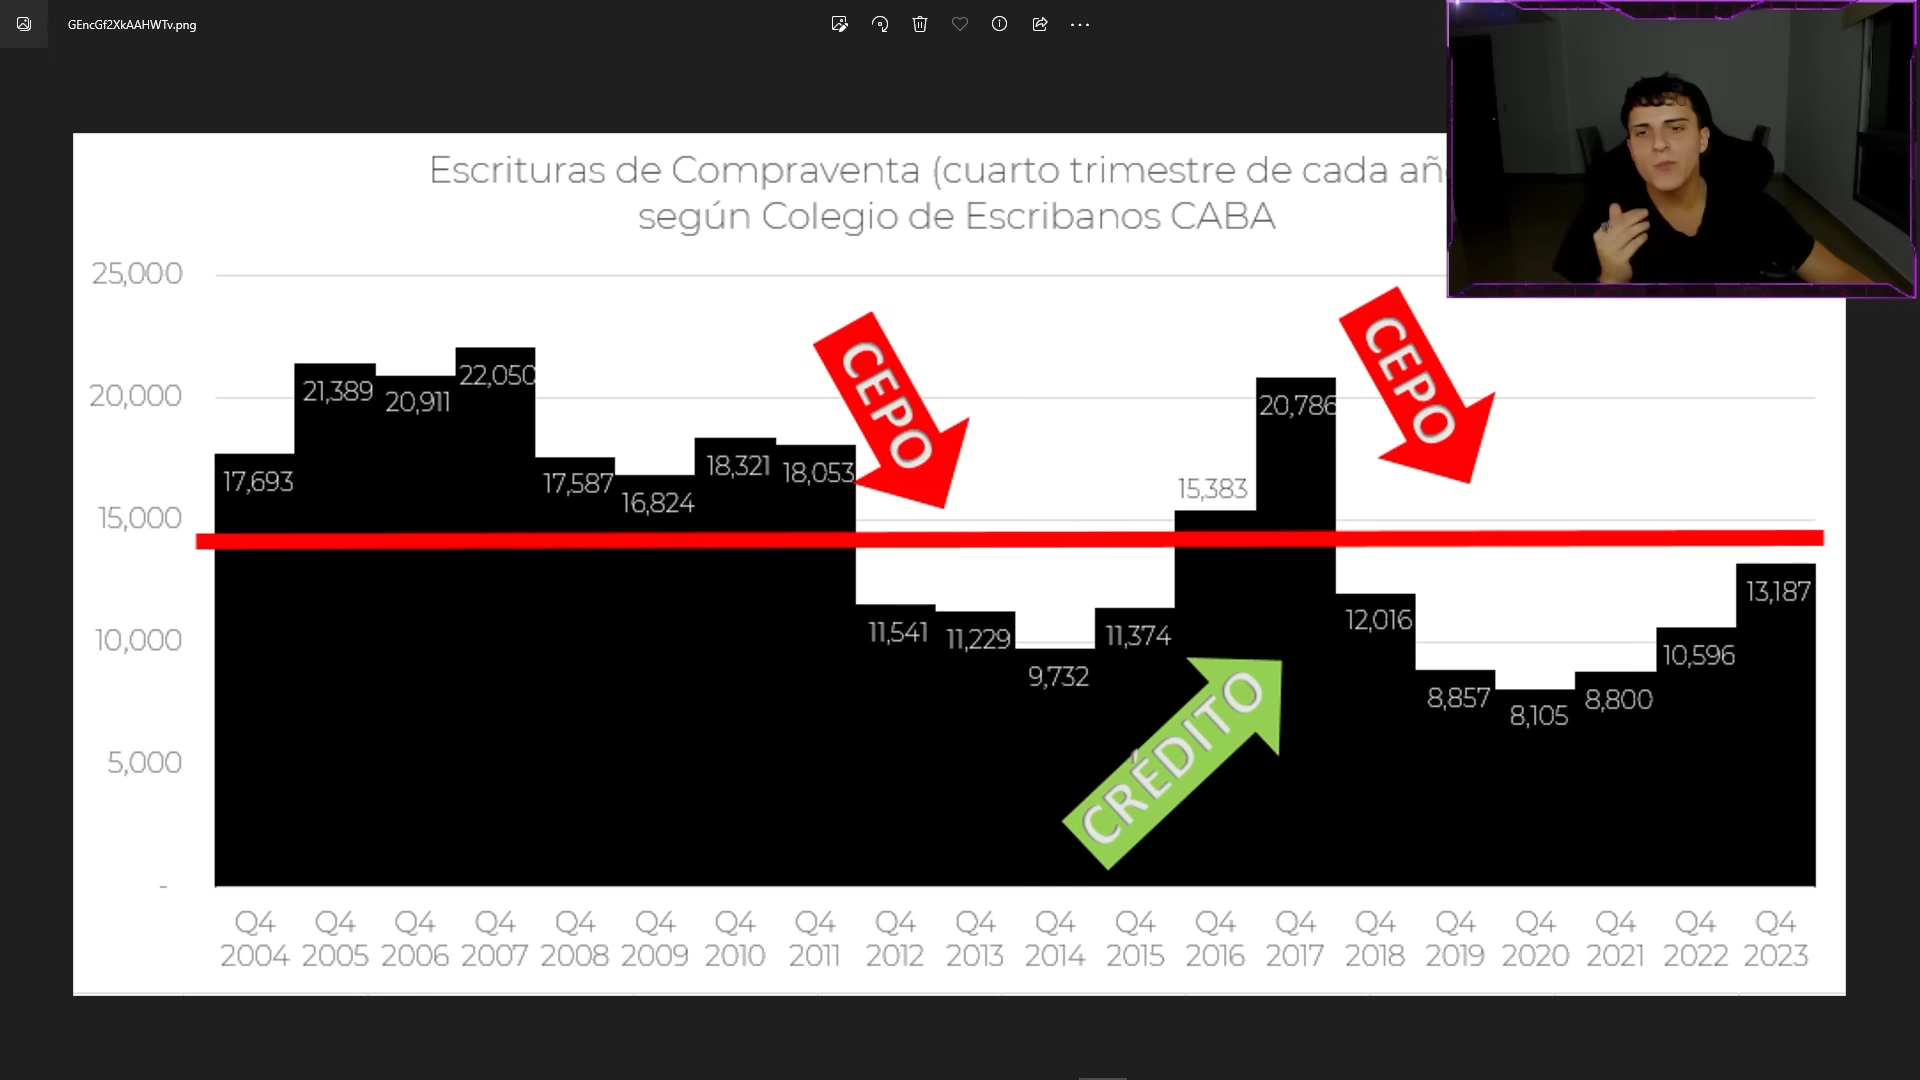 GEncGf2XkAAHWTv.png
Escrituras de Compraventa (cuarto trimestre de cada añ
según Colegio de Escribanos CABA
25,000
20,000
15,000
10,000
5,000
-
17,693
21,389
20,911
22,050
17,587
16,824
18,321
18,053
11,541
11,229
9,732
11,374
15,383
20,786
12,016
8,857
8,105
8,800
10,596
13,187
CEPO
CRÉDITO
CEPO
Q4 2004
Q4 2005
Q4 2006
Q4 2007
Q4 2008
Q4 2009
Q4 2010
Q4 2011
Q4 2012
Q4 2013
Q4 2014
Q4 2015
Q4 2016
Q4 2017
Q4 2018
Q4 2019
Q4 2020
Q4 2021
Q4 2022
Q4 2023